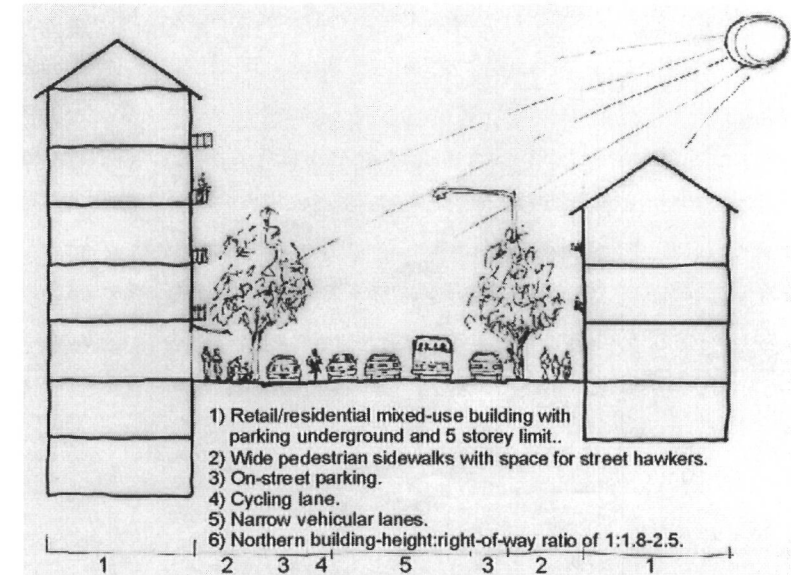 1) Retail/residential mixed-use building with
parking underground and 5 storey limit..
2) Wide pedestrian sidewalks with space for street hawkers.
3) On-street parking.
4) Cycling lane.
5) Narrow vehicular lanes.
6) Northern building-height:right-of-way ratio of 1:1.8-2.5.
1 2 3 4 5 3 2 1